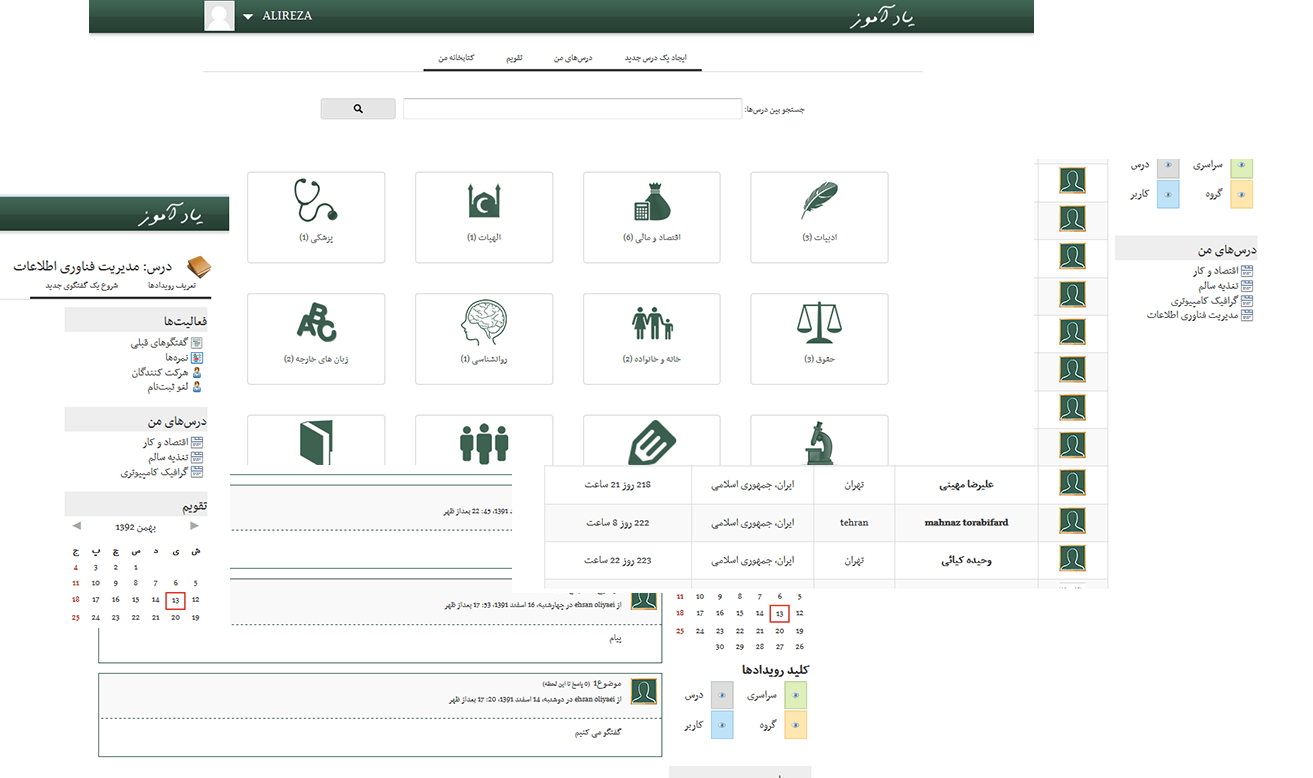 ALIREZA
یادآموز
ایجاد یک درس جدید
درس‌های من
تقویم
کتابخانه من
جستجو بین درس‌ها:
ادبیات (3)
اقتصاد و مالی (6)
الهیات (1)
پزشکی (1)
حقوق (3)
خانه و خانواده (2)
روانشناسی (1)
زبان های خارجه (2)
سراسری
درس
گروه
کاربر
درس‌های من
اقتصاد و کار
تغذیه سالم
گرافیک کامپیوتری
مدیریت فناوری اطلاعات
یادآموز
درس: مدیریت فناوری اطلاعات
تعریف رویدادها
شروع یک گفتگوی جدید
فعالیت‌ها
گفتگوهای قبلی
نمره‌ها
شرکت کنندگان
لغو ثبت‌نام
درس‌های من
اقتصاد و کار
تغذیه سالم
گرافیک کامپیوتری
تقویم
بهمن 1392
ش ی د س چ پ ج
1 2 3 4
5 6 7 8 9 10 11
12 13 14 15 16 17 18
19 20 21 22 23 24 25
علیرضا مهینی تهران ایران، جمهوری اسلامی 218 روز 21 ساعت
mahnaz torabifard tehran ایران، جمهوری اسلامی 222 روز 8 ساعت
وحیده کیائی تهران ایران، جمهوری اسلامی 223 روز 22 ساعت
1391، 45: 22 بعداز ظهر
از ehsan oliyaei در چهارشنبه، 16 اسفند 1391، 53: 17 بعداز ظهر
پیام
موضوع1 (0 پاسخ تا این لحظه)
از ehsan oliyaei در دوشنبه، 14 اسفند 1391، 20: 17 بعداز ظهر
گفتگو می کنیم
5 6 7 8 9 10 11
12 13 14 15 16 17 18
19 20 21 22 23 24 25
26 27 28 29 30
کلید رویدادها
سراسری
درس
گروه
کاربر